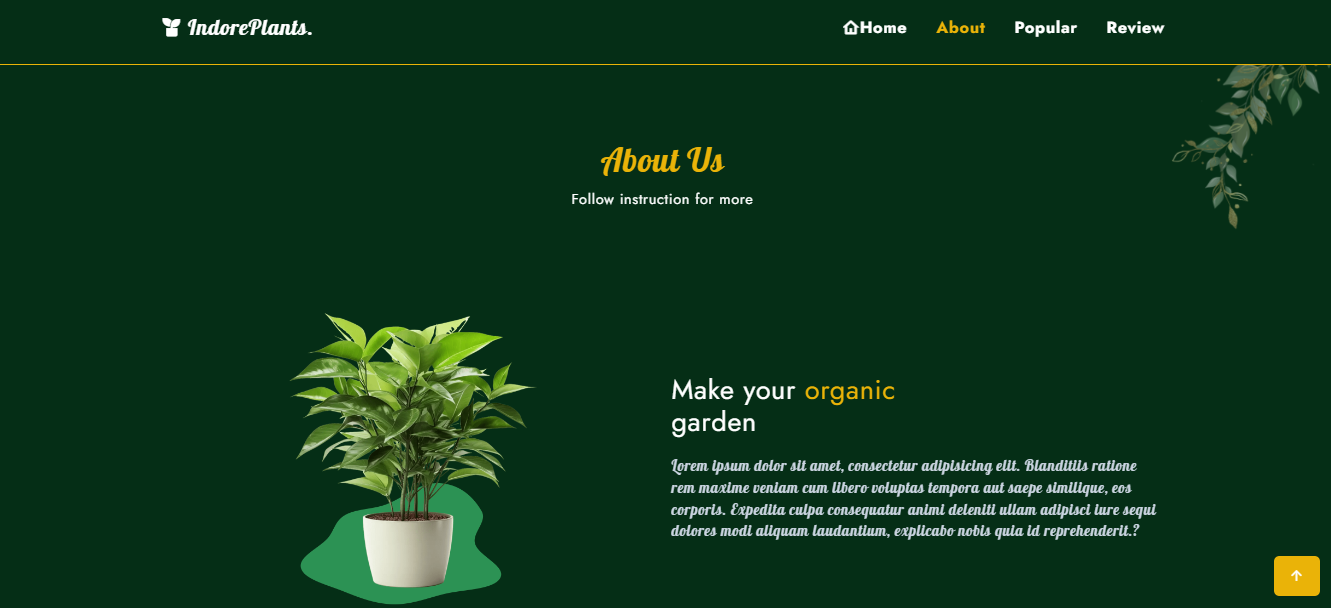 IndorePlants.
Home
About
Popular
Review
About Us
Follow instruction for more
Make your organic
garden
Lorem ipsum dolor sit amet, consectetur adipisicing elit. Blanditiis ratione
rem maxime veniam cum libero voluptas tempora aut saepe similique, eos
corporis. Expedita culpa consequatur animi deleniti ullam adipisci iure sequi
dolores modi aliquam laudantium, explicabo nobis quia id reprehenderit.?